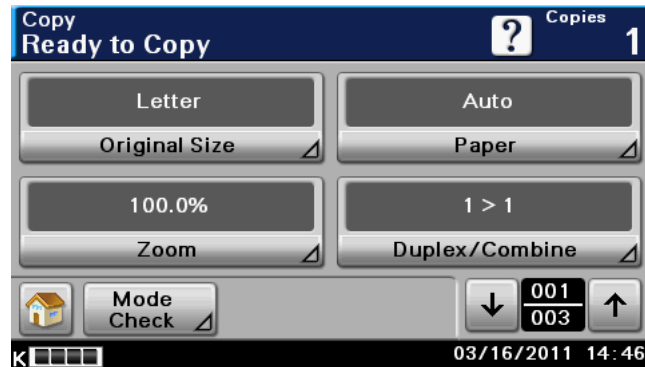 Copy
Copies
Ready to Copy
?
1
Letter
Auto
Original Size
Paper
100.0%
1 > 1
Zoom
Duplex/Combine
Mode
Check
001
003
K
03/16/2011 14:46